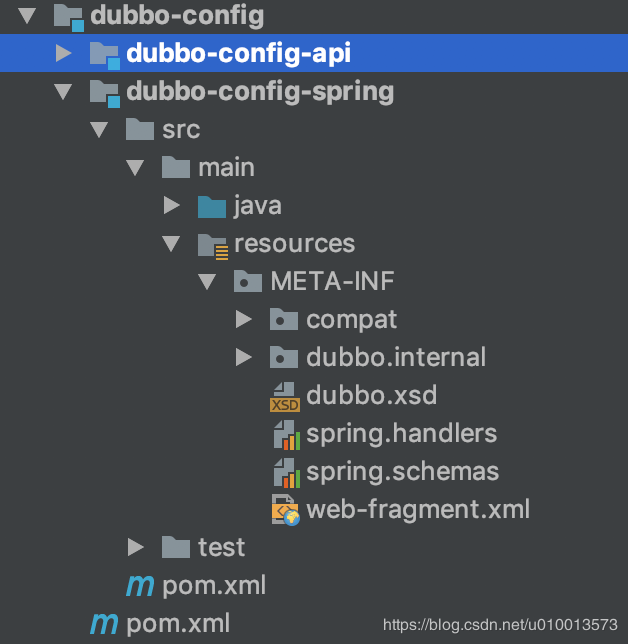 dubbo-config
dubbo-config-api
dubbo-config-spring
src
main
java
resources
META-INF
compat
dubbo.internal
XSD dubbo.xsd
spring.handlers
spring.schemas
web-fragment.xml
test
m pom.xml
m pom.xml
https://blog.csdn.net/u010013573